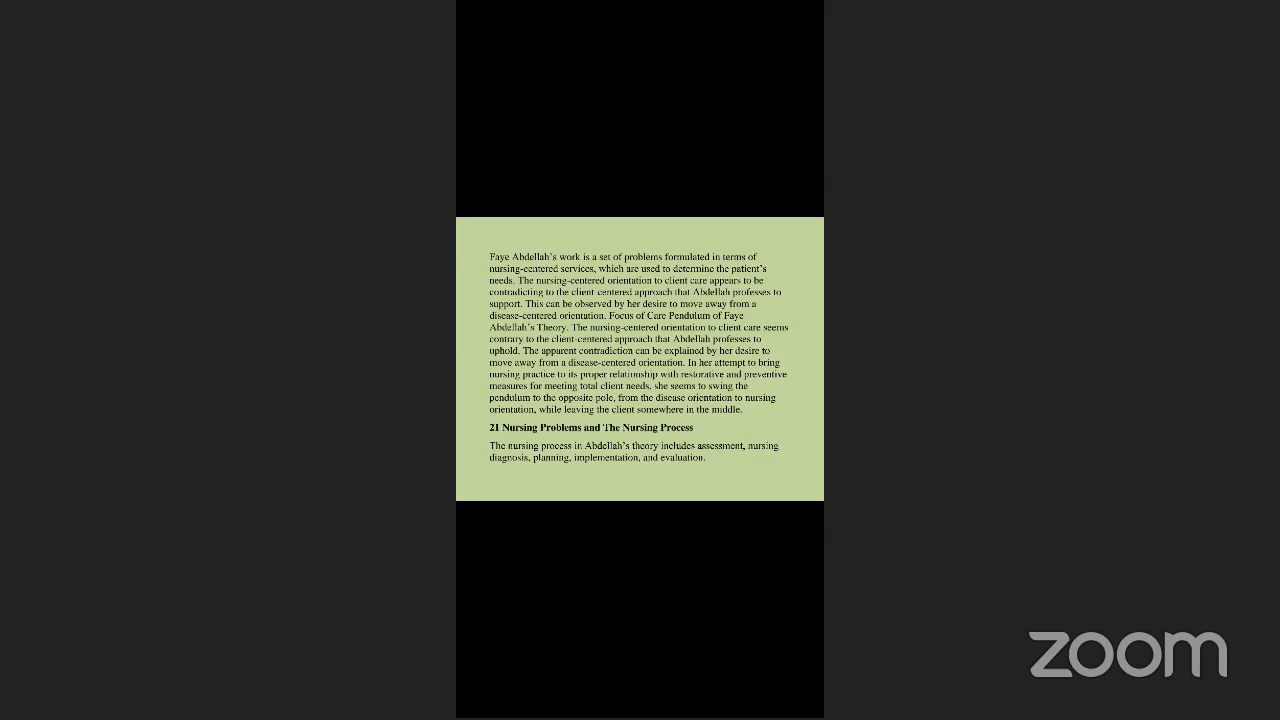 Faye Abdellah's work is a set of problems formulated in terms of
nursing-centered services, which are used to determine the patient's
needs. The nursing-centered orientation to client care appears to be
contradicting to the client-centered approach that Abdellah professes to
support. This can be observed by her desire to move away from a
disease-centered orientation. Focus of Care Pendulum of Faye
Abdellah's Theory. The nursing-centered orientation to client care seems
contrary to the client-centered approach that Abdellah professes to
uphold. The apparent contradiction can be explained by her desire to
move away from a disease-centered orientation. In her attempt to bring
nursing practice to its proper relationship with restorative and preventive
measures for meeting total client needs, she seems to swing the
pendulum to the opposite pole, from the disease orientation to nursing
orientation, while leaving the client somewhere in the middle.
21 Nursing Problems and The Nursing Process
The nursing process in Abdellah's theory includes assessment, nursing
diagnosis, planning, implementation, and evaluation.
zoom